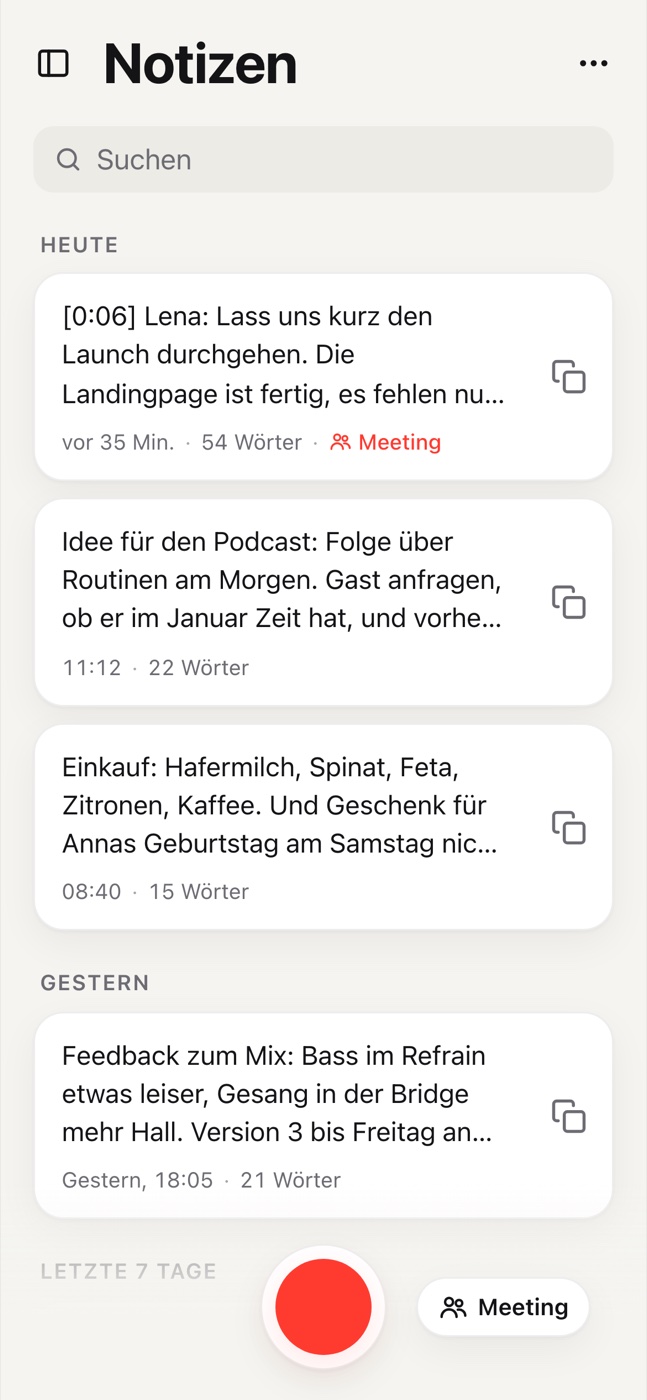 Notizen
Suchen
HEUTE
[0:06] Lena: Lass uns kurz den
Launch durchgehen. Die
Landingpage ist fertig, es fehlen nu...
vor 35 Min. · 54 Wörter · Meeting
Idee für den Podcast: Folge über
Routinen am Morgen. Gast anfragen,
ob er im Januar Zeit hat, und vorhe...
11:12 · 22 Wörter
Einkauf: Hafermilch, Spinat, Feta,
Zitronen, Kaffee. Und Geschenk für
Annas Geburtstag am Samstag nic...
08:40 · 15 Wörter
GESTERN
Feedback zum Mix: Bass im Refrain
etwas leiser, Gesang in der Bridge
mehr Hall. Version 3 bis Freitag an...
Gestern, 18:05 · 21 Wörter
LETZTE 7 TAGE
Meeting